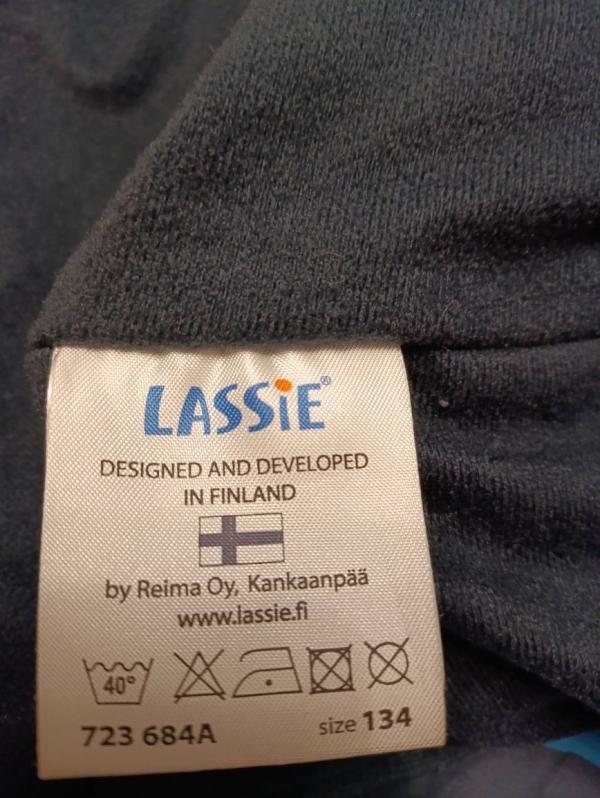 LASSiE®
DESIGNED AND DEVELOPED
IN FINLAND
by Reima Oy, Kankaanpää
www.lassie.fi
40°
723 684A size 134